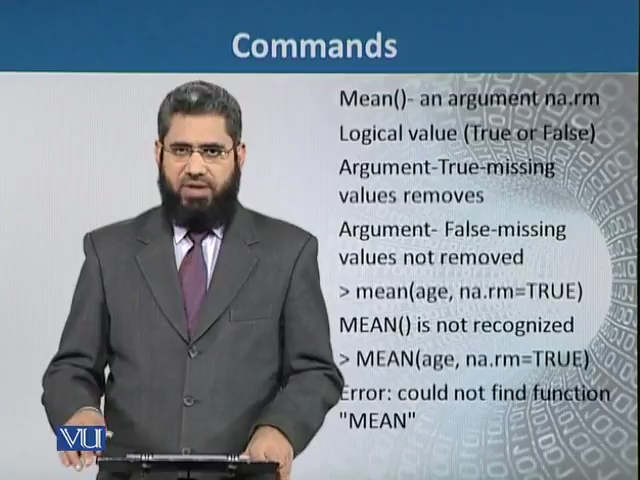 Commands
Mean()- an argument na.rm
Logical value (True or False)
Argument-True-missing
values removes
Argument- False-missing
values not removed
> mean(age, na.rm=TRUE)
MEAN() is not recognized
> MEAN(age, na.rm=TRUE)
Error: could not find function
"MEAN"
VU